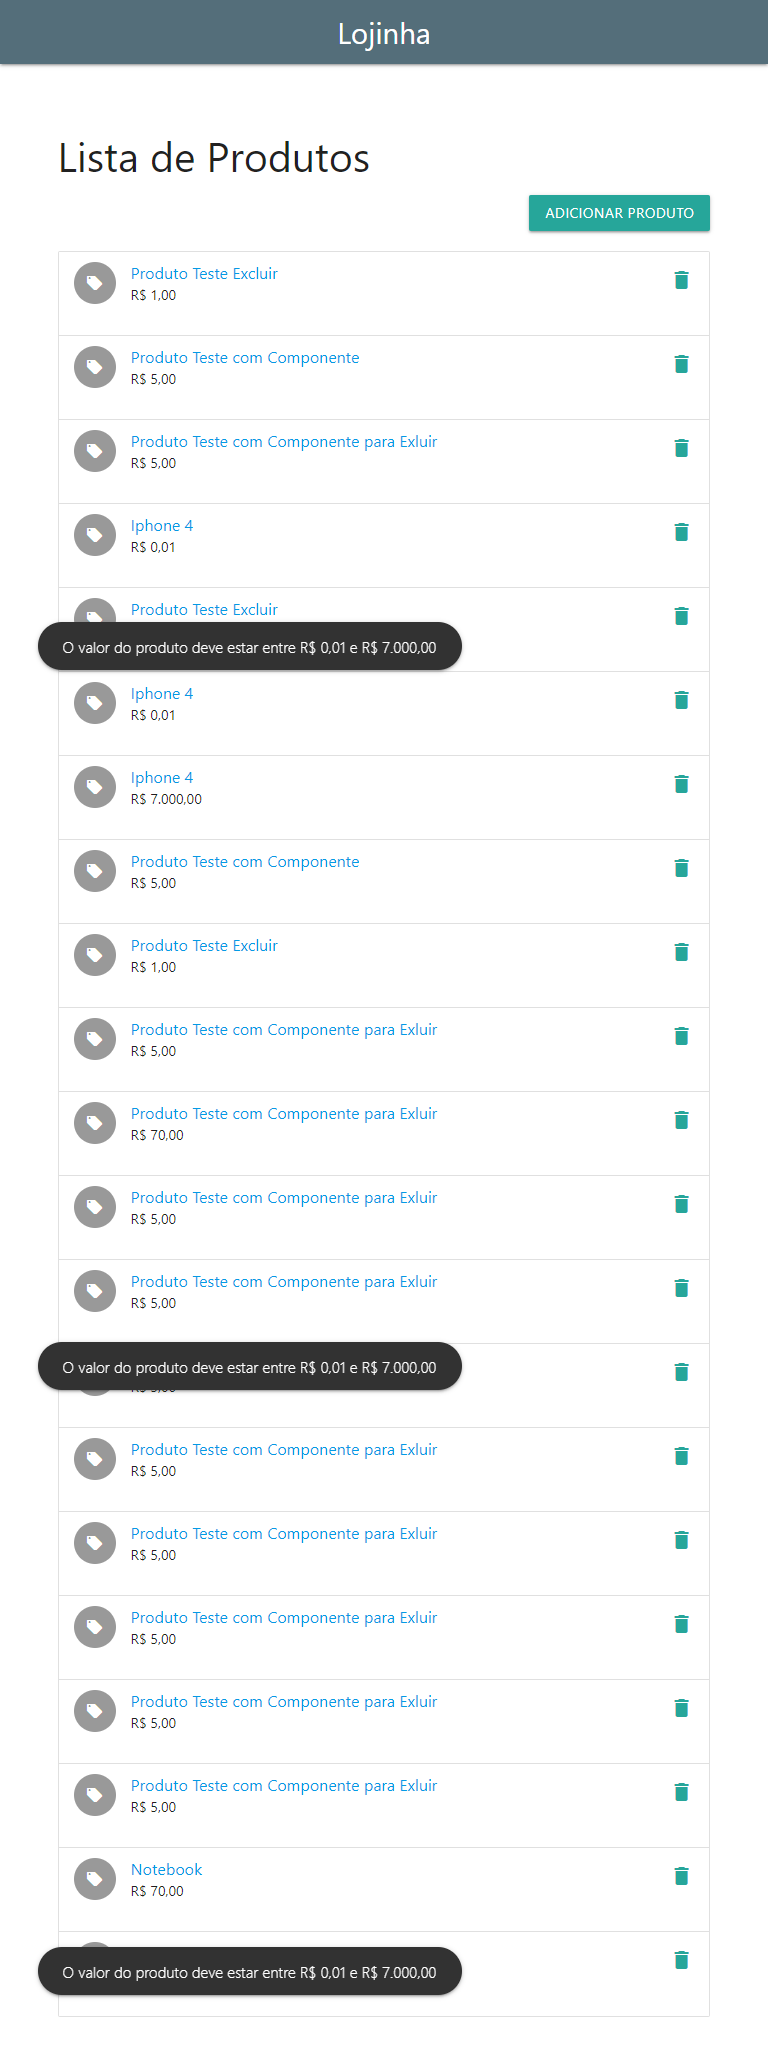 Lojinha
Lista de Produtos
ADICIONAR PRODUTO
Produto Teste Excluir
R$ 1,00
Produto Teste com Componente
R$ 5,00
Produto Teste com Componente para Exluir
R$ 5,00
Iphone 4
R$ 0,01
Produto Teste Excluir
O valor do produto deve estar entre R$ 0,01 e R$ 7.000,00
Iphone 4
R$ 0,01
Iphone 4
R$ 7.000,00
Produto Teste com Componente
R$ 5,00
Produto Teste Excluir
R$ 1,00
Produto Teste com Componente para Exluir
R$ 5,00
Produto Teste com Componente para Exluir
R$ 70,00
Produto Teste com Componente para Exluir
R$ 5,00
Produto Teste com Componente para Exluir
R$ 5,00
O valor do produto deve estar entre R$ 0,01 e R$ 7.000,00
Produto Teste com Componente para Exluir
R$ 5,00
Produto Teste com Componente para Exluir
R$ 5,00
Produto Teste com Componente para Exluir
R$ 5,00
Produto Teste com Componente para Exluir
R$ 5,00
Produto Teste com Componente para Exluir
R$ 5,00
Notebook
R$ 70,00
O valor do produto deve estar entre R$ 0,01 e R$ 7.000,00